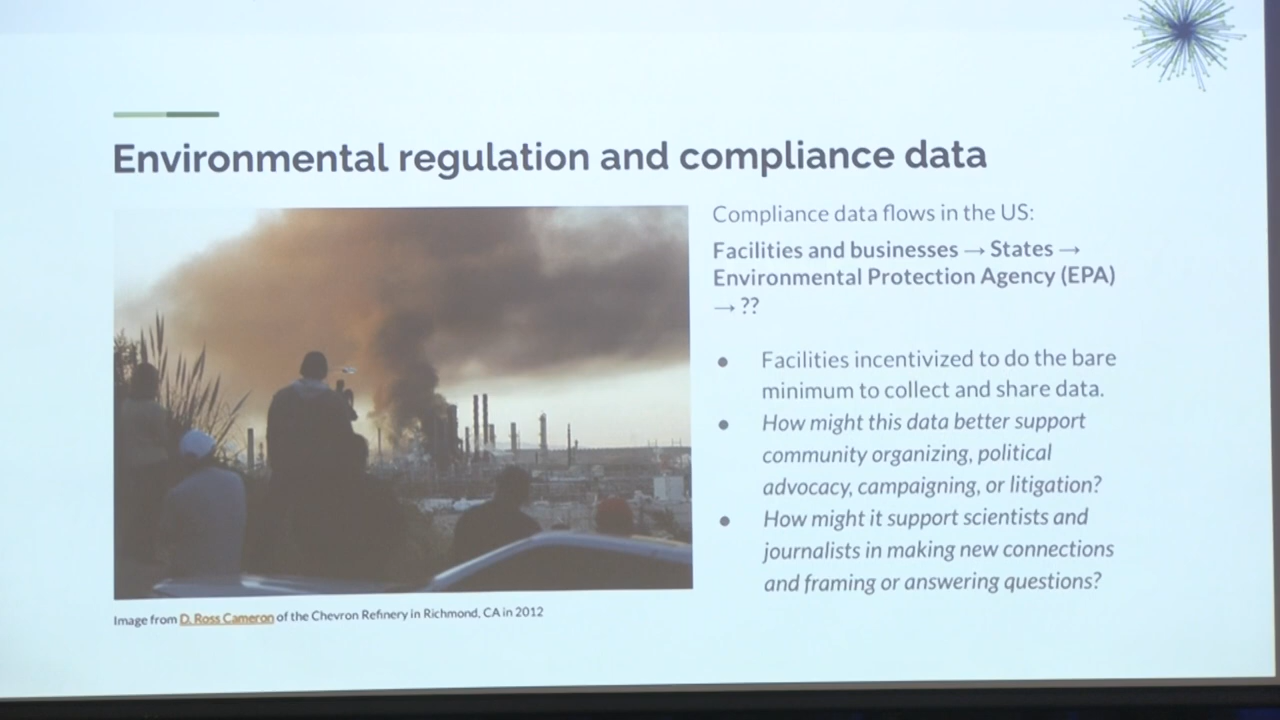 Environmental regulation and compliance data
Compliance data flows in the US:
Facilities and businesses → States →
Environmental Protection Agency (EPA)
→ ??
● Facilities incentivized to do the bare
minimum to collect and share data.
● How might this data better support
community organizing, political
advocacy, campaigning, or litigation?
● How might it support scientists and
journalists in making new connections
and framing or answering questions?
Image from D. Ross Cameron of the Chevron Refinery in Richmond, CA in 2012